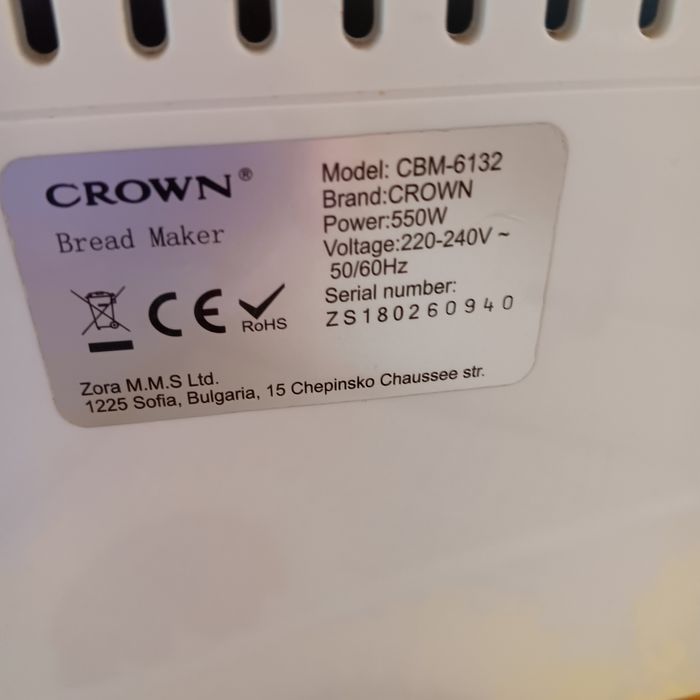 CROWN®
Bread Maker
RoHS
Model: CBM-6132
Brand:CROWN
Power:550W
Voltage:220-240V ~
50/60Hz
Serial number:
ZS180260940
Zora M.M.S Ltd.
1225 Sofia, Bulgaria, 15 Chepinsko Chaussee str.